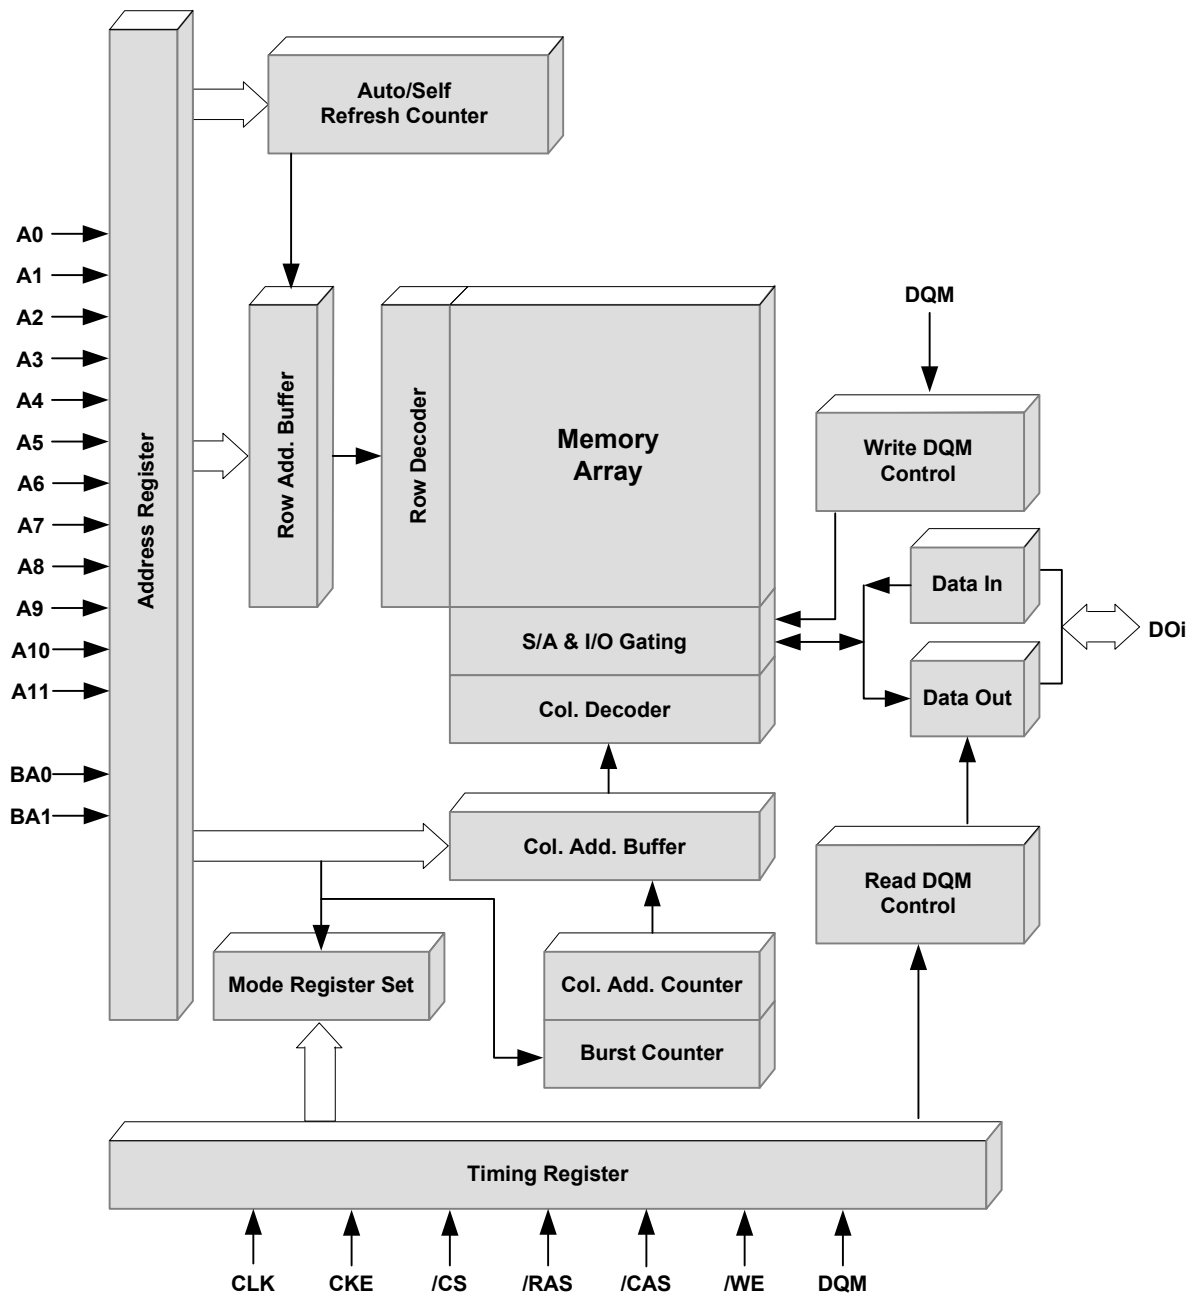 Auto/Self
Refresh Counter
A0
A1
A2
A3
A4
A5
A6
A7
A8
A9
A10
A11
BA0
BA1
Address Register
Row Add. Buffer
Row Decoder
Memory
Array
S/A & I/O Gating
Col. Decoder
DQM
Write DQM
Control
Data In
Data Out
DOi
Col. Add. Buffer
Read DQM
Control
Mode Register Set
Col. Add. Counter
Burst Counter
Timing Register
CLK
CKE
/CS
/RAS
/CAS
/WE
DQM